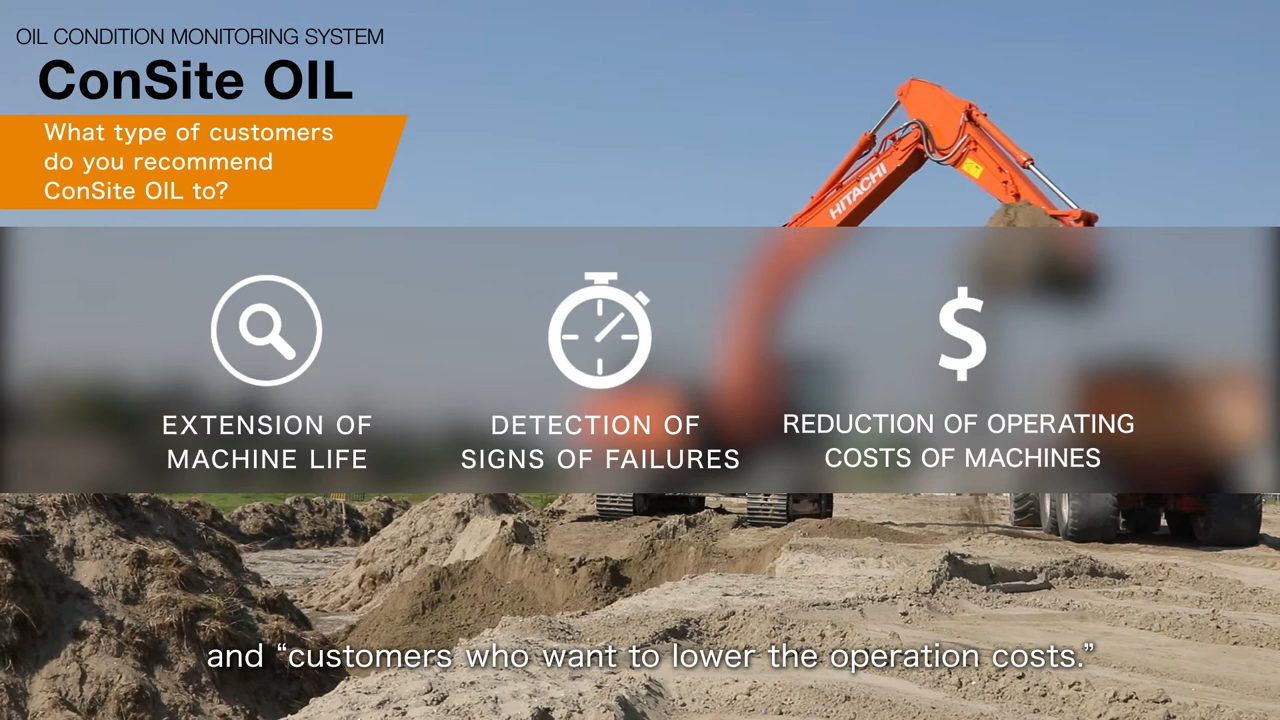 OIL CONDITION MONITORING SYSTEM
ConSite OIL
What type of customers
do you recommend
ConSite OIL to?
HITACHI
EXTENSION OF
MACHINE LIFE
DETECTION OF
SIGNS OF FAILURES
REDUCTION OF OPERATING
COSTS OF MACHINES
and “customers who want to lower the operation costs.”